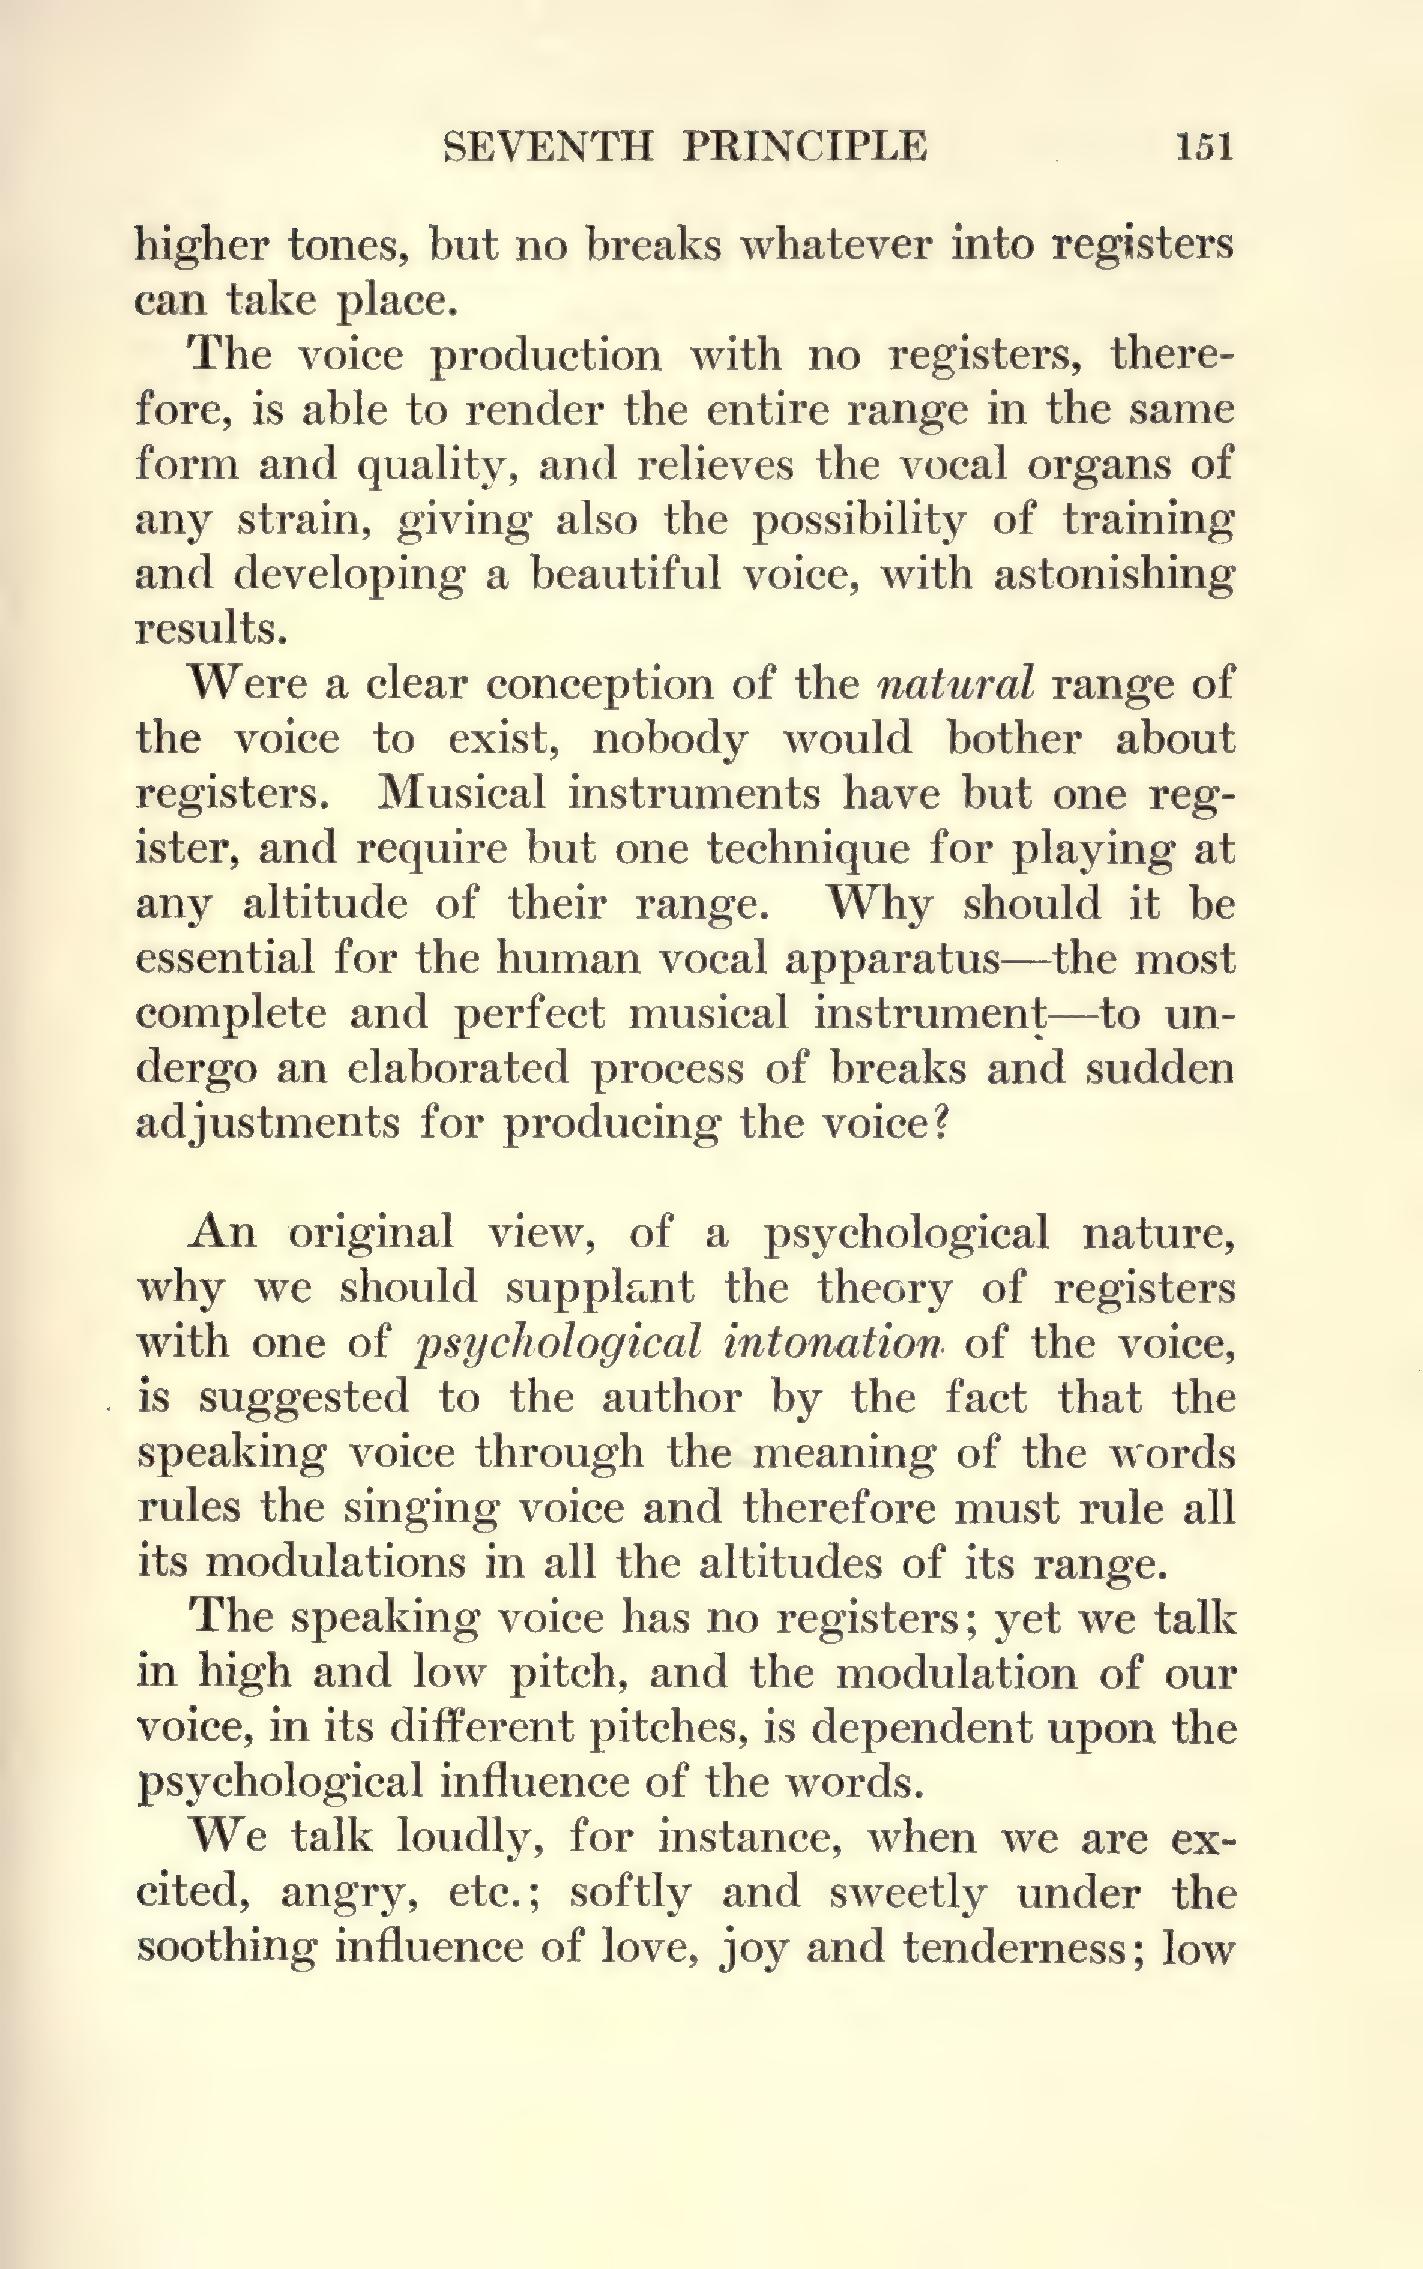 SEVENTH PRINCIPLE 151
higher tones, but no breaks whatever into registers
can take place.
The voice production with no registers, there-
fore, is able to render the entire range in the same
form and quality, and relieves the vocal organs of
any strain, giving also the possibility of training
and developing a beautiful voice, with astonishing
results.
Were a clear conception of the natural range of
the voice to exist, nobody would bother about
registers. Musical instruments have but one reg-
ister, and require but one technique for playing at
any altitude of their range. Why should it be
essential for the human vocal apparatus—the most
complete and perfect musical instrument—to un-
dergo an elaborated process of breaks and sudden
adjustments for producing the voice?
An original view, of a psychological nature,
why we should supplant the theory of registers
with one of psychological intonation of the voice,
is suggested to the author by the fact that the
speaking voice through the meaning of the words
rules the singing voice and therefore must rule all
its modulations in all the altitudes of its range.
The speaking voice has no registers; yet we talk
in high and low pitch, and the modulation of our
voice, in its different pitches, is dependent upon the
psychological influence of the words.
We talk loudly, for instance, when we are ex-
cited, angry, etc.; softly and sweetly under the
soothing influence of love, joy and tenderness; low